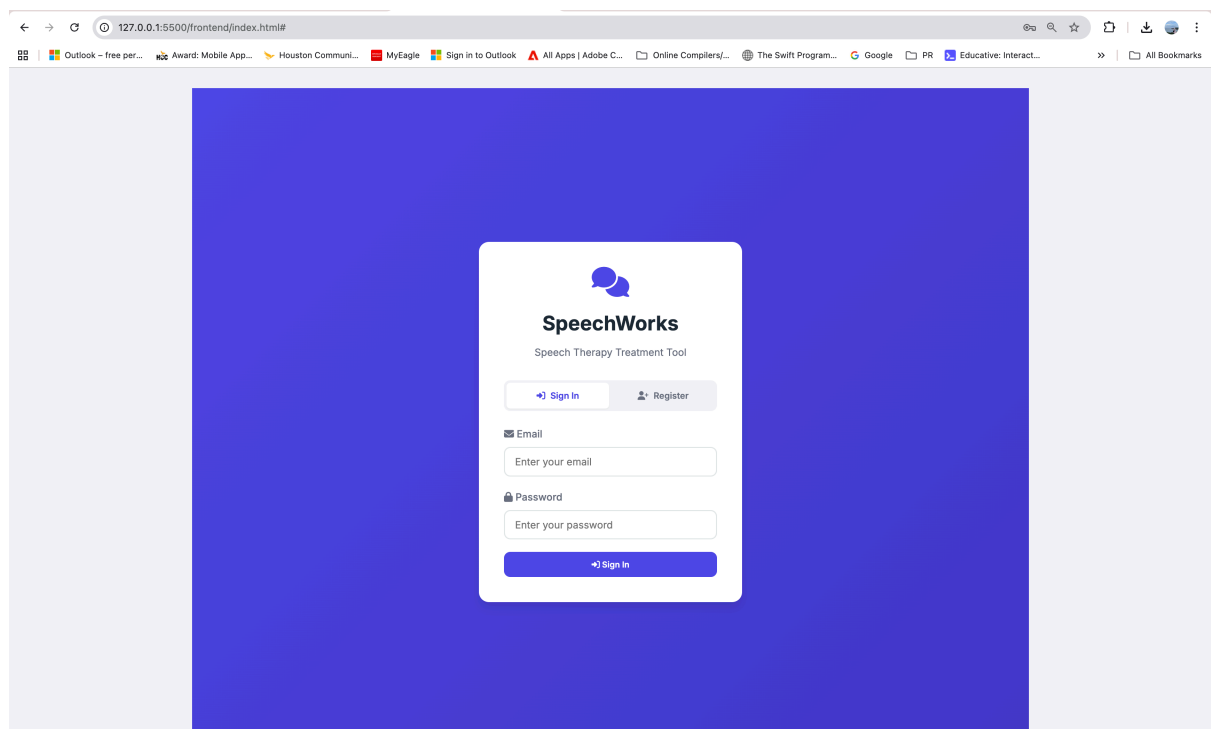 127.0.0.1:5500/frontend/index.html#
Outlook – free per... HCC Award: Mobile App... Houston Communi... MyEagle Sign in to Outlook All Apps | Adobe C... Online Compilers/... The Swift Program... Google PR Educative: Interact... » All Bookmarks
SpeechWorks
Speech Therapy Treatment Tool
Sign In Register
Email
Enter your email
Password
Enter your password
Sign In